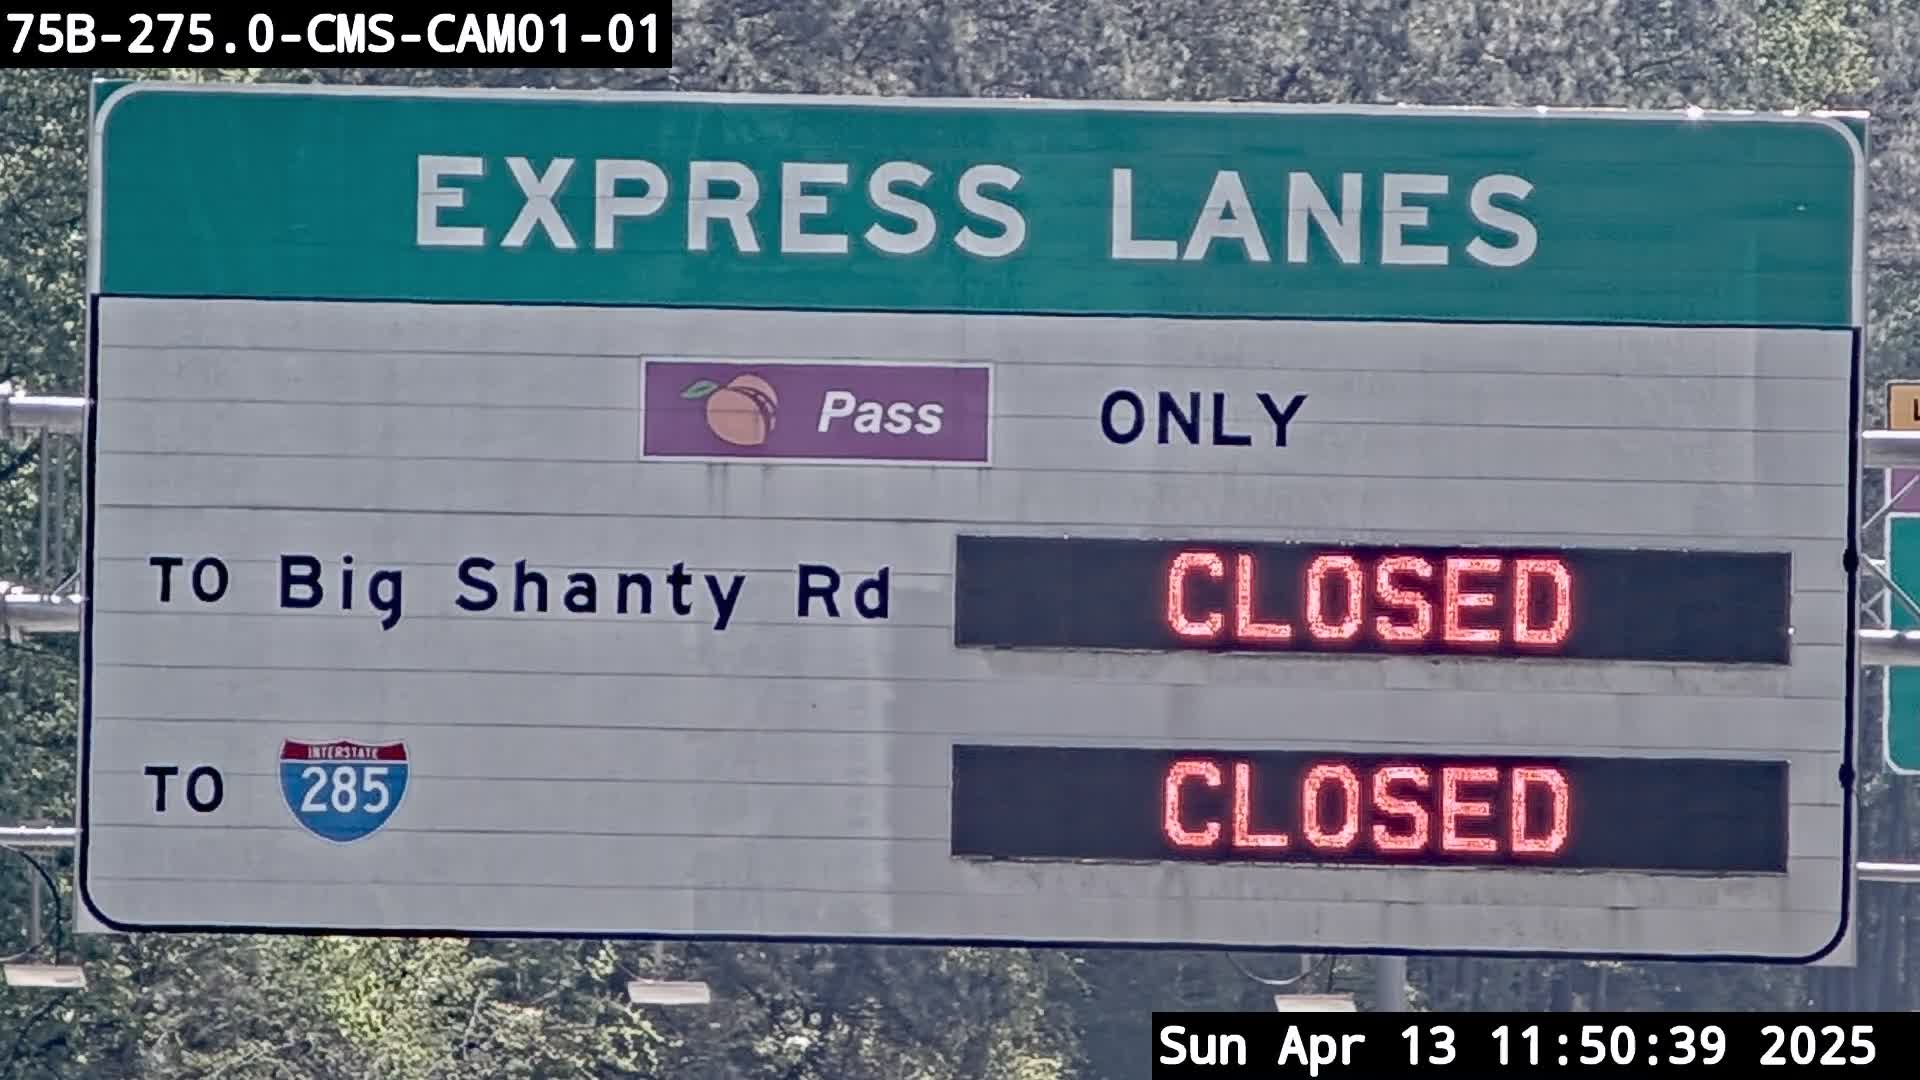 75B-275.0-CMS-CAM01-01
EXPRESS LANES
Pass ONLY
TO Big Shanty Rd CLOSED
TO INTERSTATE 285 CLOSED
Sun Apr 13 11:50:39 2025